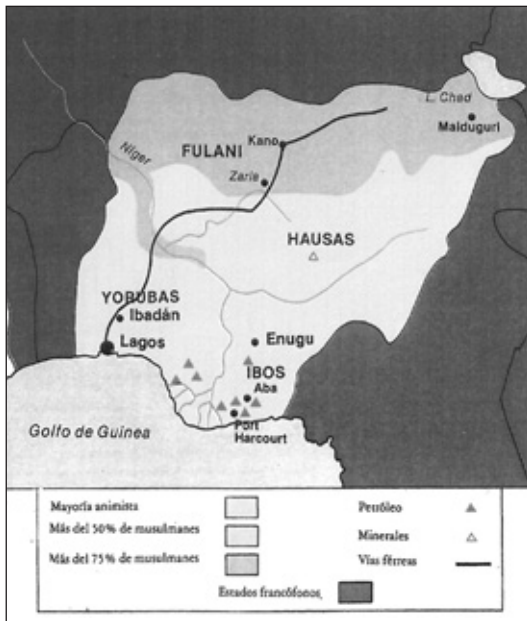 L. Chad
Maiduguri
Kano
FULANI
Níger
Zaria
HAUSAS
YORUBAS
Ibadán
Lagos
Enugu
IBOS
Aba
Port
Harcourt
Golfo de Guinea
Mayoría animista
Más del 50% de musulmanes
Más del 75% de musulmanes
Petróleo
Minerales
Vías férreas
Estados francófonos